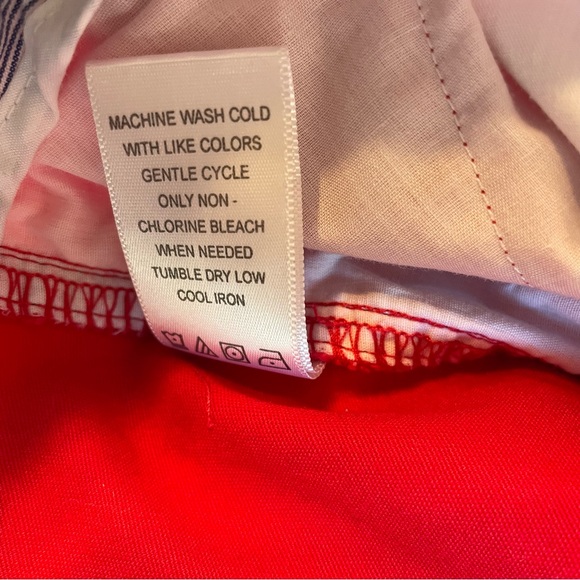 MACHINE WASH COLD
WITH LIKE COLORS
GENTLE CYCLE
ONLY NON -
CHLORINE BLEACH
WHEN NEEDED
TUMBLE DRY LOW
COOL IRON